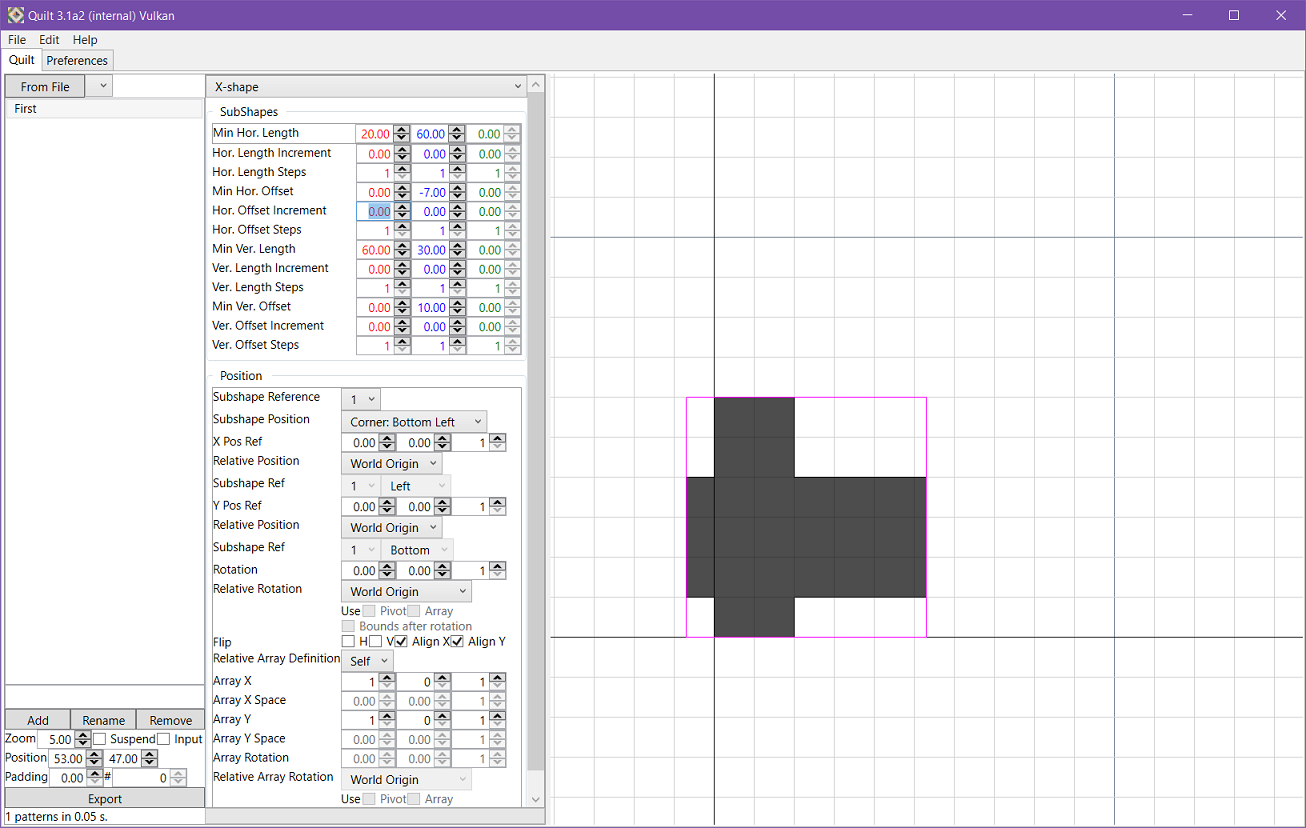 Quilt 3.1a2 (internal) Vulkan
File Edit Help
Quilt Preferences
From File
First
X-shape
SubShapes
Min Hor. Length 20.00 60.00 0.00
Hor. Length Increment 0.00 0.00 0.00
Hor. Length Steps 1 1 1
Min Hor. Offset 0.00 -7.00 0.00
Hor. Offset Increment 0.00 0.00 0.00
Hor. Offset Steps 1 1 1
Min Ver. Length 60.00 30.00 0.00
Ver. Length Increment 0.00 0.00 0.00
Ver. Length Steps 1 1 1
Min Ver. Offset 0.00 10.00 0.00
Ver. Offset Increment 0.00 0.00 0.00
Ver. Offset Steps 1 1 1
Position
Subshape Reference 1
Subshape Position Corner: Bottom Left
X Pos Ref 0.00 0.00 1
Relative Position World Origin
Subshape Ref 1 Left
Y Pos Ref 0.00 0.00 1
Relative Position World Origin
Subshape Ref 1 Bottom
Rotation 0.00 0.00 1
Relative Rotation World Origin
Use Pivot Array
Bounds after rotation
Flip H V Align X Align Y
Relative Array Definition Self
Array X 1 0 1
Array X Space 0.00 0.00 1
Array Y 1 0 1
Array Y Space 0.00 0.00 1
Array Rotation 0.00 0.00 1
Relative Array Rotation World Origin
Use Pivot Array
Add Rename Remove
Zoom 5.00 Suspend Input
Position 53.00 47.00
Padding 0.00 # 0
Export
1 patterns in 0.05 s.